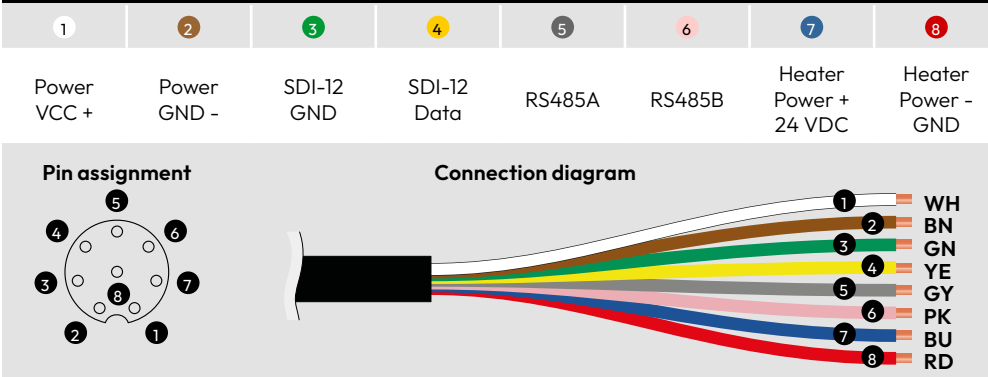 1 2 3 4 5 6 7 8
Power VCC +
Power GND -
SDI-12 GND
SDI-12 Data
RS485A
RS485B
Heater Power + 24 VDC
Heater Power - GND
Pin assignment
Connection diagram
5
4 6
3 7
8
2 1
1 WH
2 BN
3 GN
4 YE
5 GY
6 PK
7 BU
8 RD